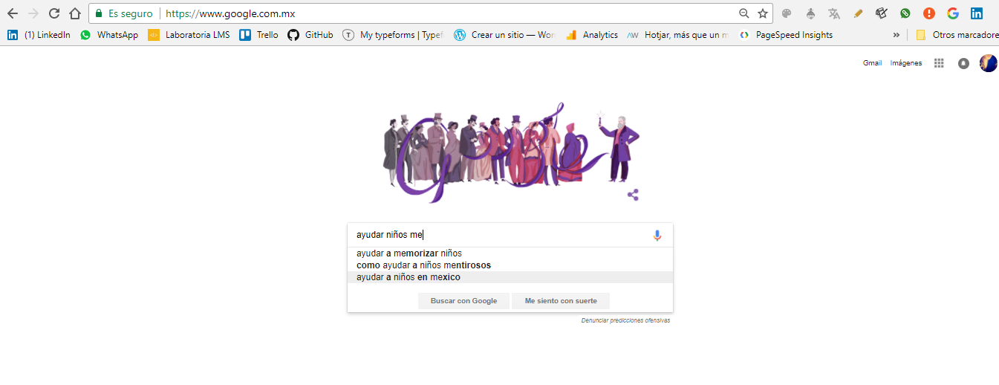 Es seguro https://www.google.com.mx
(1) LinkedIn WhatsApp Laboratoria LMS Trello GitHub My typeforms | Typef Crear un sitio — Wor Analytics Hotjar, más que un m PageSpeed Insights » Otros marcadore
Gmail Imágenes
Google
ayudar niños me
ayudar a memorizar niños
como ayudar a niños mentirosos
ayudar a niños en mexico
Buscar con Google Me siento con suerte
Denunciar predicciones ofensivas